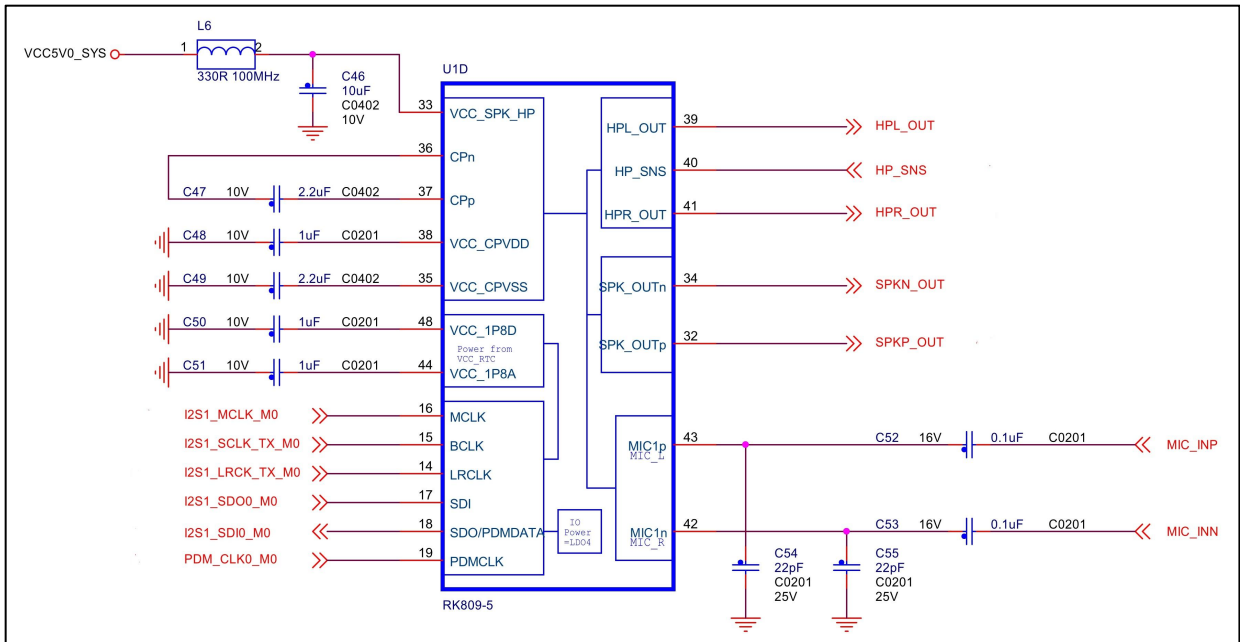 L6
VCC5V0_SYS
1
2
330R 100MHz
C46
10uF
C0402
10V
U1D
33
VCC_SPK_HP
36
CPn
C47 10V 2.2uF C0402
37
CPp
C48 10V 1uF C0201
38
VCC_CPVDD
C49 10V 2.2uF C0402
35
VCC_CPVSS
C50 10V 1uF C0201
48
VCC_1P8D
Power from
VCC_RTC
C51 10V 1uF C0201
44
VCC_1P8A
I2S1_MCLK_M0
16
MCLK
I2S1_SCLK_TX_M0
15
BCLK
I2S1_LRCK_TX_M0
14
LRCLK
I2S1_SDO0_M0
17
SDI
I2S1_SDI0_M0
18
SDO/PDMDATA
PDM_CLK0_M0
19
PDMCLK
IO
Power
=LDO4
HPL_OUT
39
HPL_OUT
HP_SNS
40
HP_SNS
HPR_OUT
41
HPR_OUT
SPK_OUTn
34
SPKN_OUT
SPK_OUTp
32
SPKP_OUT
MIC1p
MIC_L
43
C52 16V 0.1uF C0201
MIC_INP
MIC1n
MIC_R
42
C53 16V 0.1uF C0201
MIC_INN
C54
22pF
C0201
25V
C55
22pF
C0201
25V
RK809-5